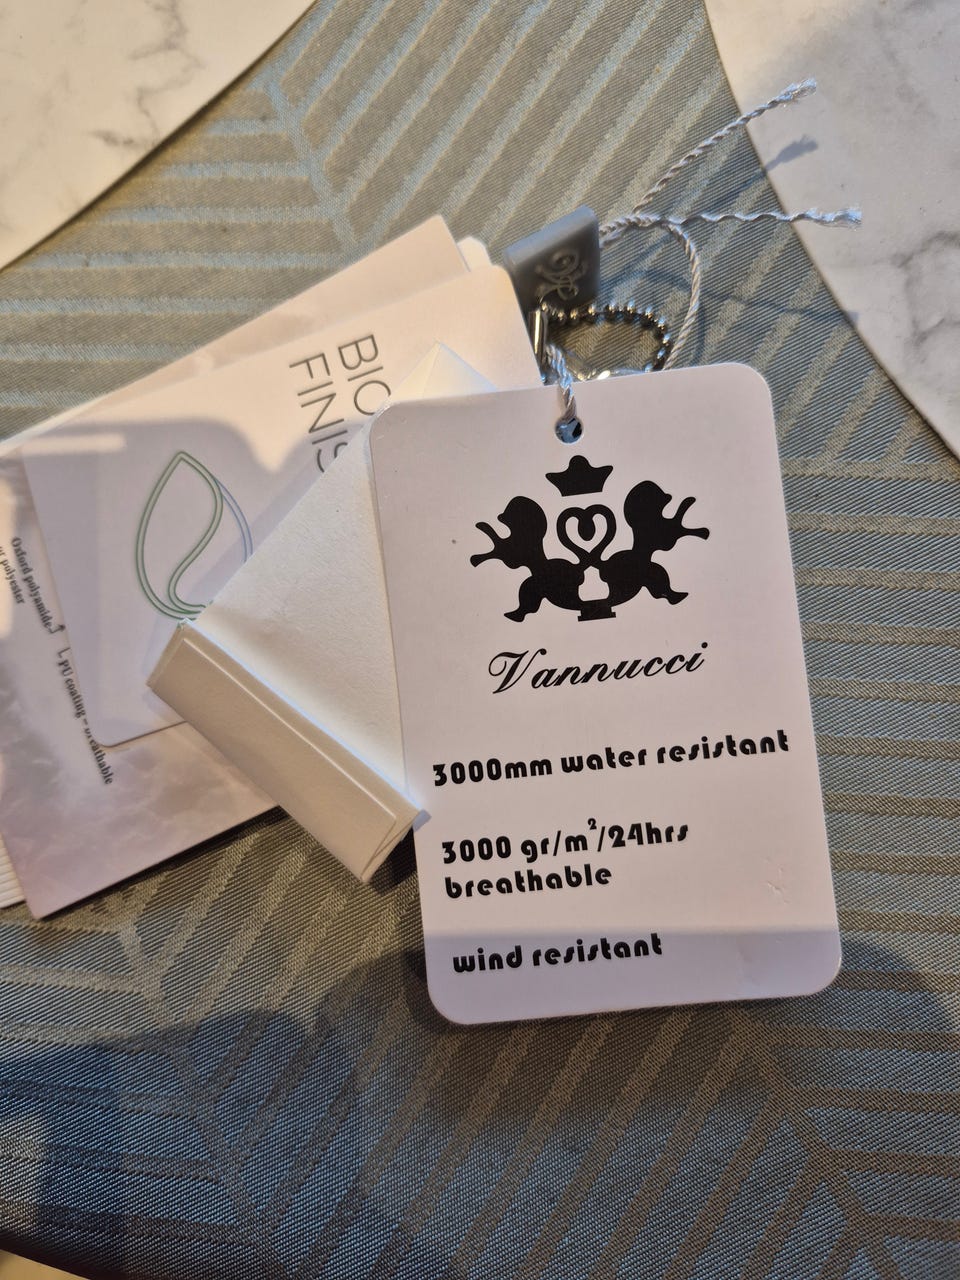 Vannucci
3000mm water resistant
3000 gr/m²/24hrs
breathable
wind resistant
BIO
FINIS
Oxford polyamide
polyester
PU coating =